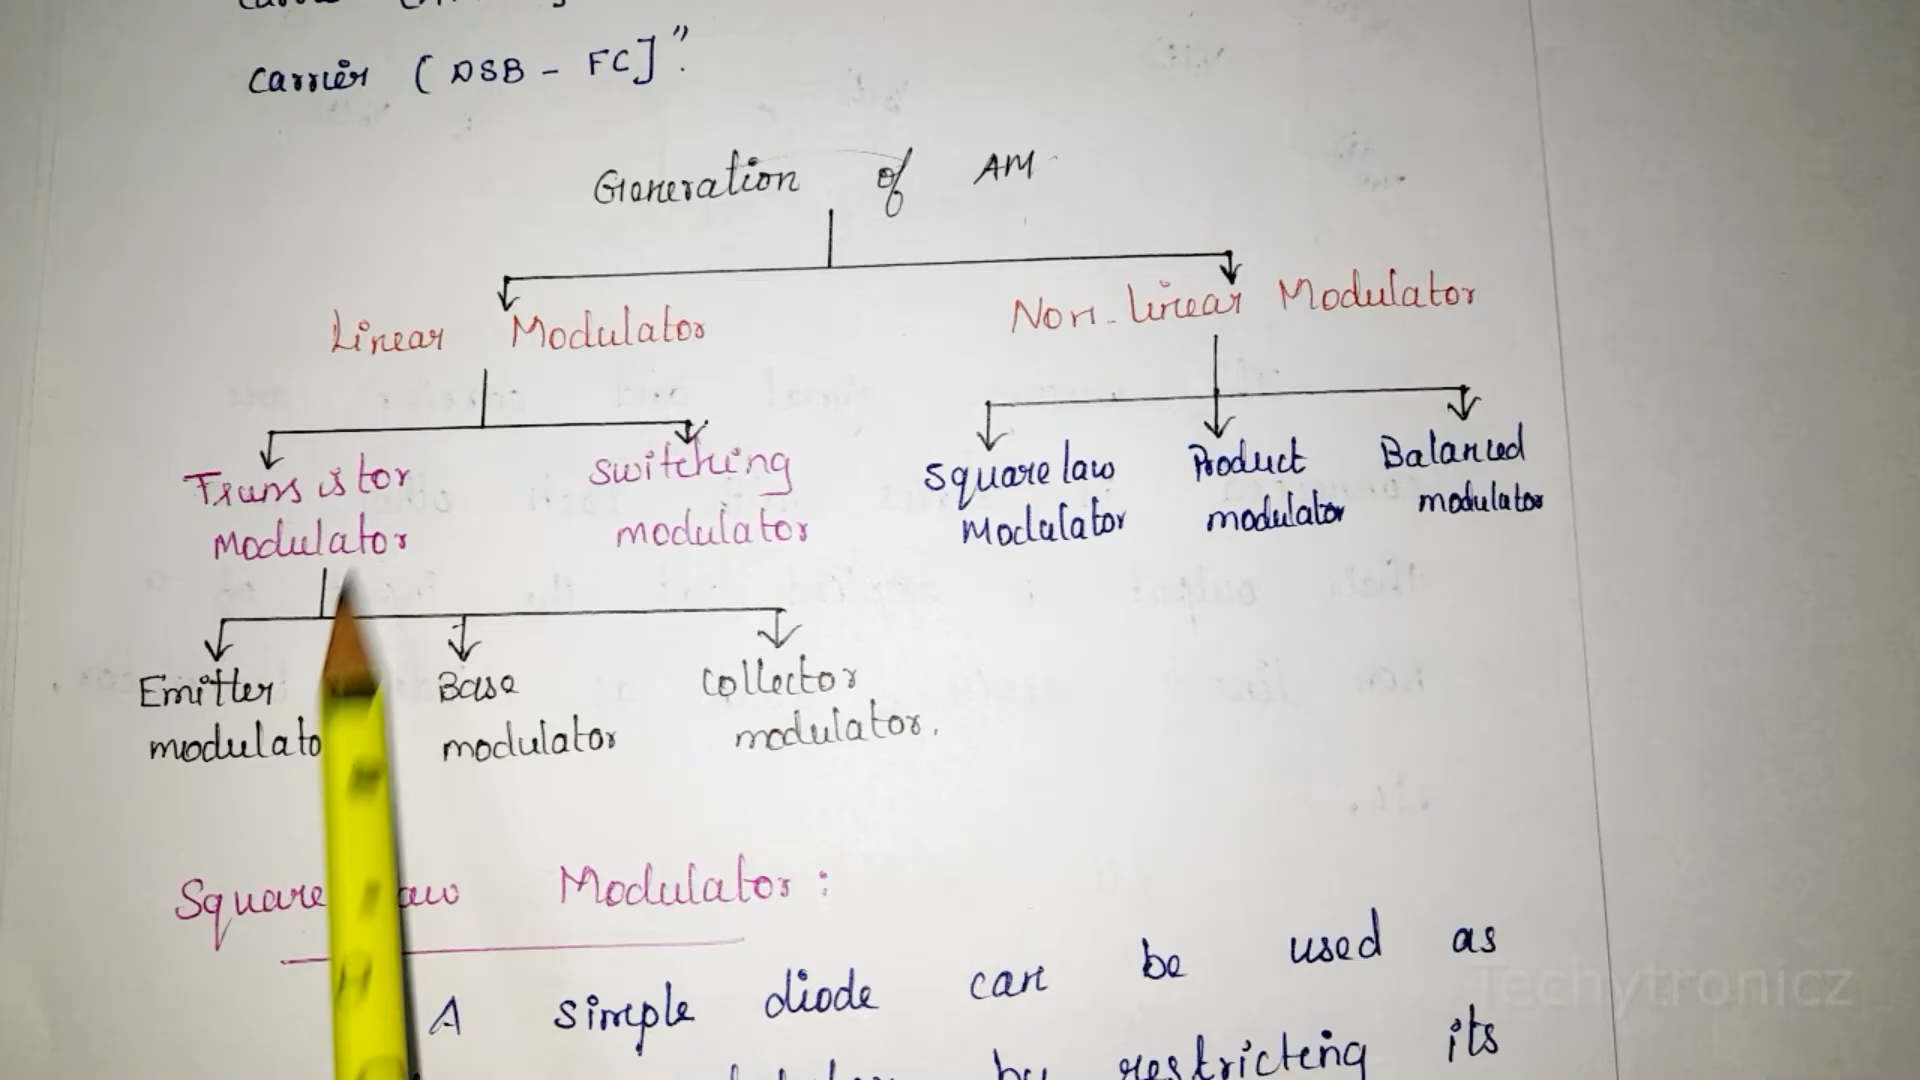 Carrier (DSB - FC]".
Generation of AM
Linear Modulator
Non-linear Modulator
Transistor
Modulator
switching
modulator
Square law
Modulator
Product
modulator
Balanced
modulator
Emitter
modulato
Base
modulator
Collector
modulator.
Square Law Modulator :
A simple diode can be used as
by restricting its
Techytronicz